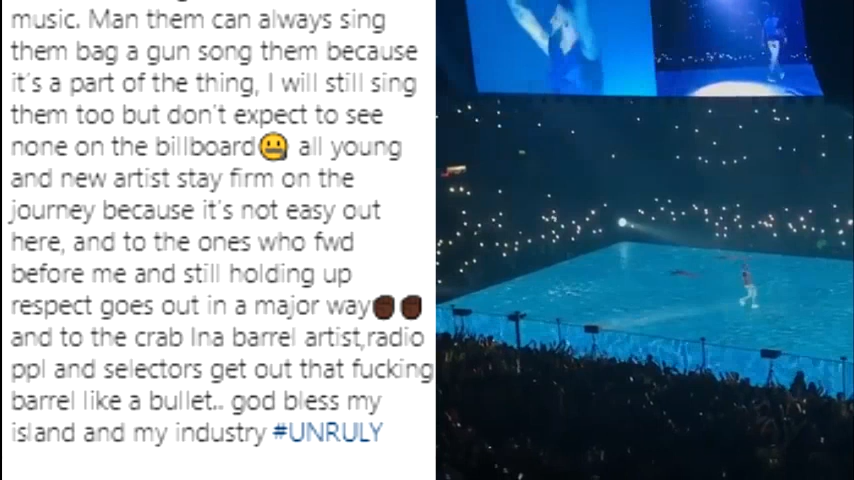 music. Man them can always sing
them bag a gun song them because
it's a part of the thing, I will still sing
them too but don't expect to see
none on the billboard🤐 all young
and new artist stay firm on the
journey because it's not easy out
here, and to the ones who fwd
before me and still holding up
respect goes out in a major way✊🏿✊🏿
and to the crab Ina barrel artist,radio
ppl and selectors get out that fucking
barrel like a bullet.. god bless my
island and my industry #UNRULY